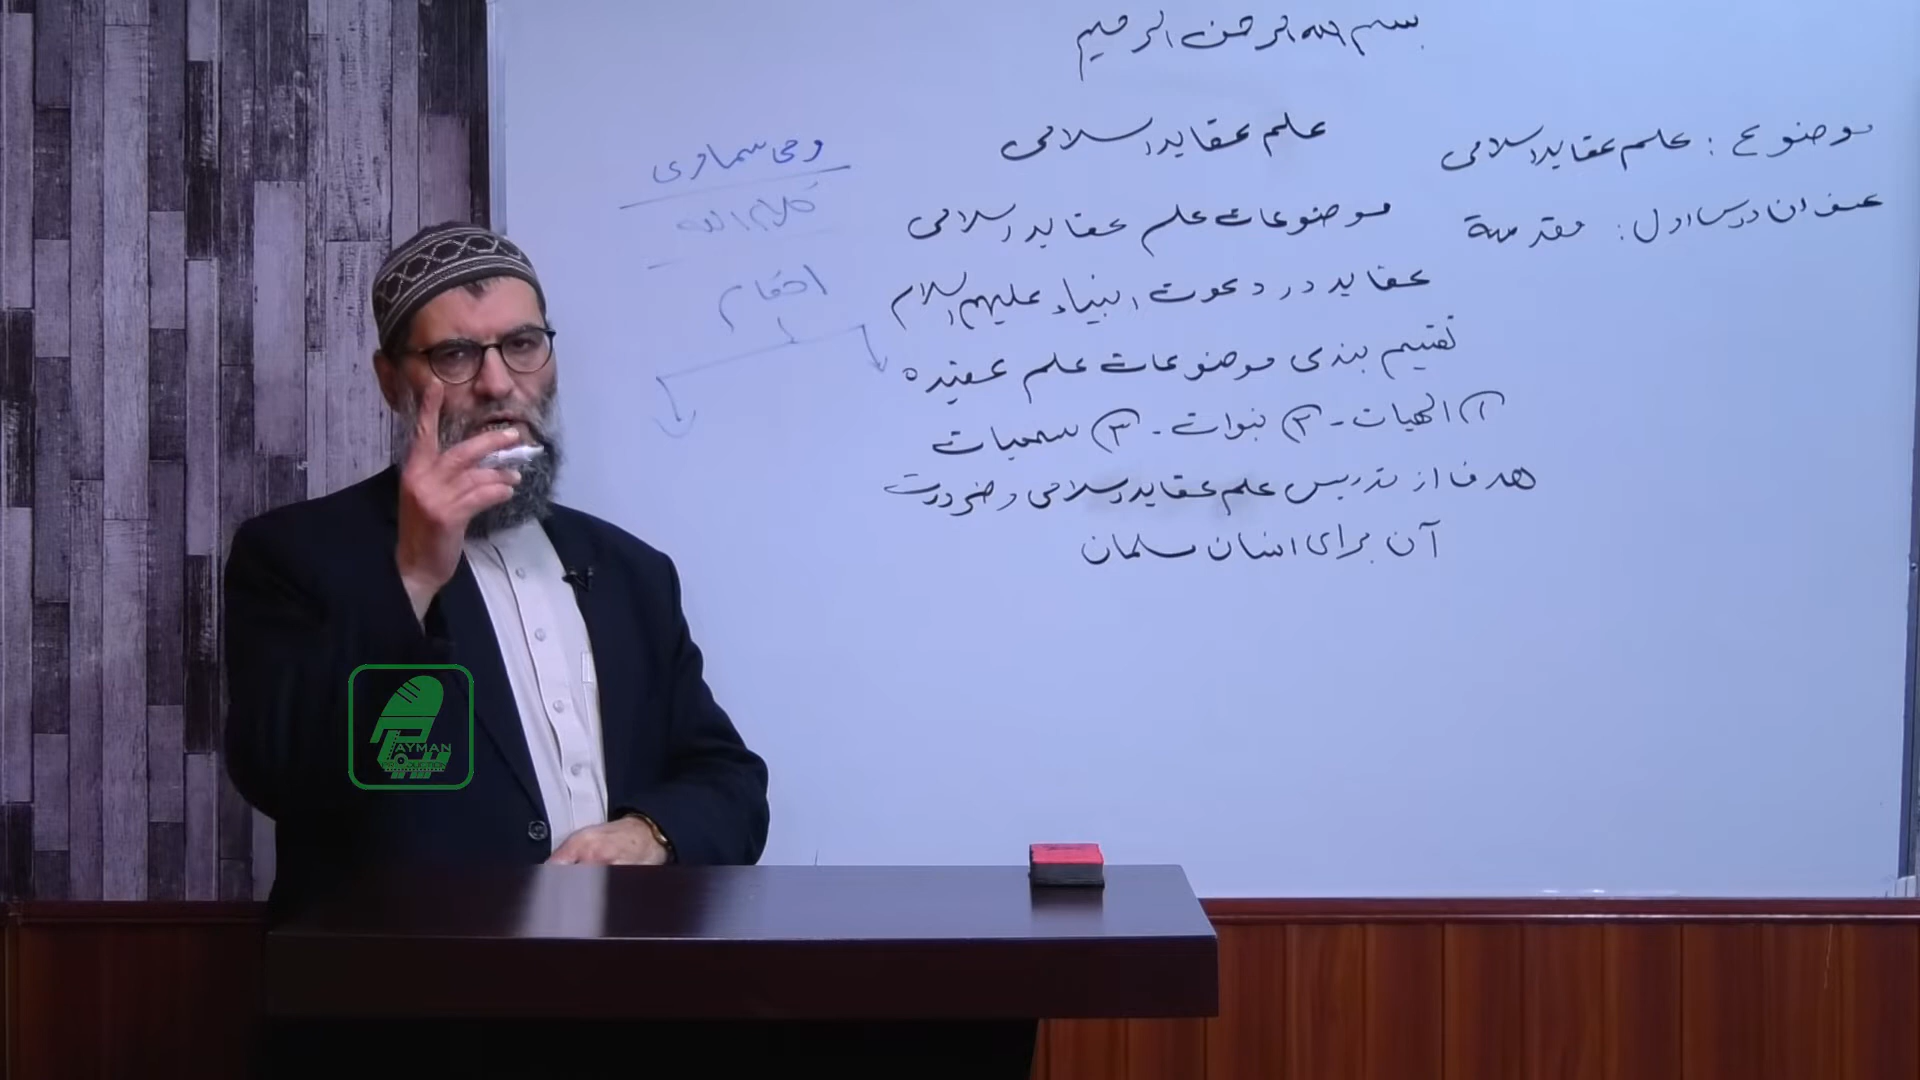 بسم الله الرحمن الرحیم
موضوع : علم عقاید اسلامی
عنوان درس اول : مقدمة
علم عقاید اسلامی
موضوعات علم عقاید اسلامی
عقاید در دعوت انبیاء علیهم السلام
تقسیم بندی موضوعات علم عقیده
۱) الهیات - ۲) نبوات - ۳) سمعیات
هدف از تدریس علم عقاید اسلامی و ضرورت
آن برای انسان مسلمان
وحی سماوی
کلام الله
احکام
PAYMAN